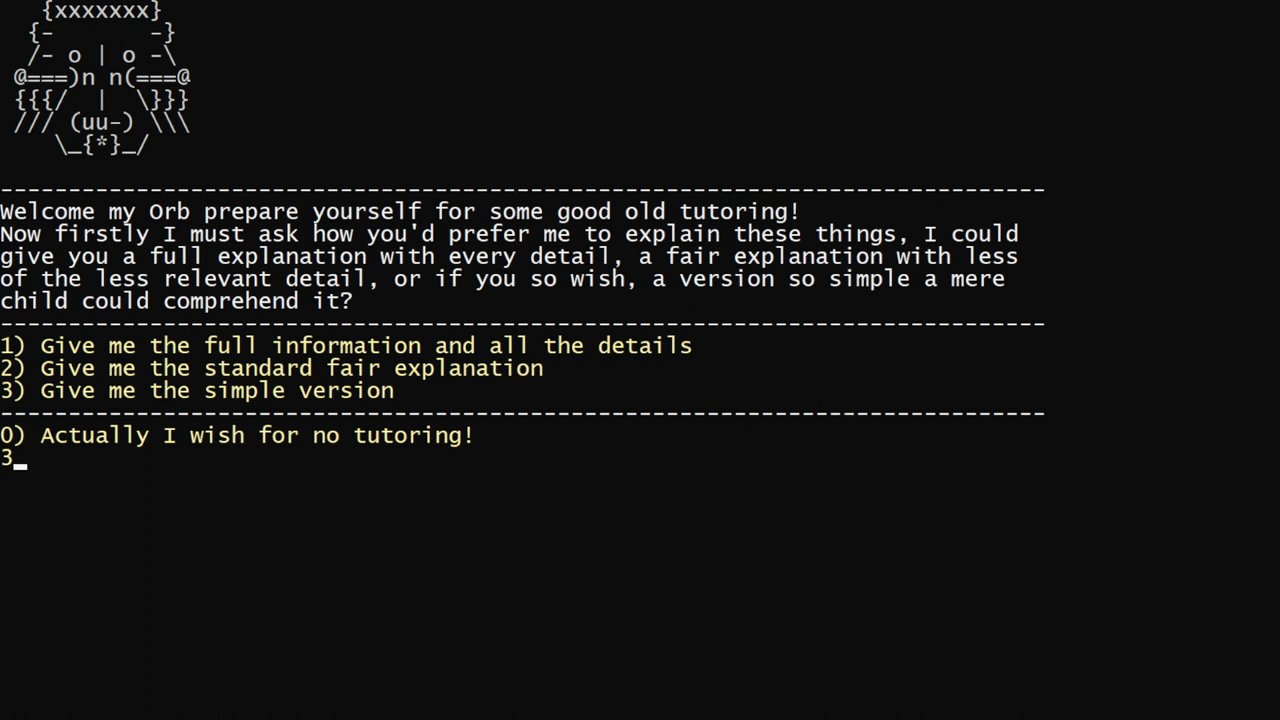 {xxxxxxx}
{-       -}
/- o | o -\
@===)n n(===@
{{{/  |  \}}}
/// (uu-) \\\
\_{*}_/
-----------------------------------------------------------------------------
Welcome my Orb prepare yourself for some good old tutoring!
Now firstly I must ask how you'd prefer me to explain these things, I could
give you a full explanation with every detail, a fair explanation with less
of the less relevant detail, or if you so wish, a version so simple a mere
child could comprehend it?
-----------------------------------------------------------------------------
1) Give me the full information and all the details
2) Give me the standard fair explanation
3) Give me the simple version
-----------------------------------------------------------------------------
0) Actually I wish for no tutoring!
3_